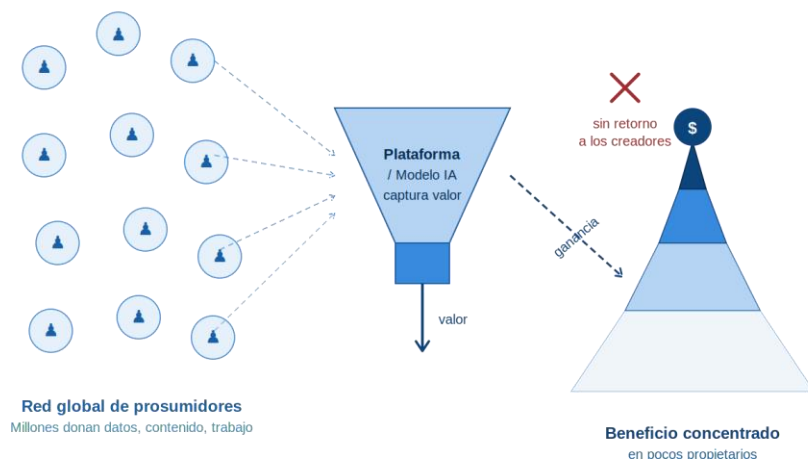 sin retorno
a los creadores
$
Plataforma
/ Modelo IA
captura valor
ganancia
valor
Red global de prosumidores
Millones donan datos, contenido, trabajo
Beneficio concentrado
en pocos propietarios